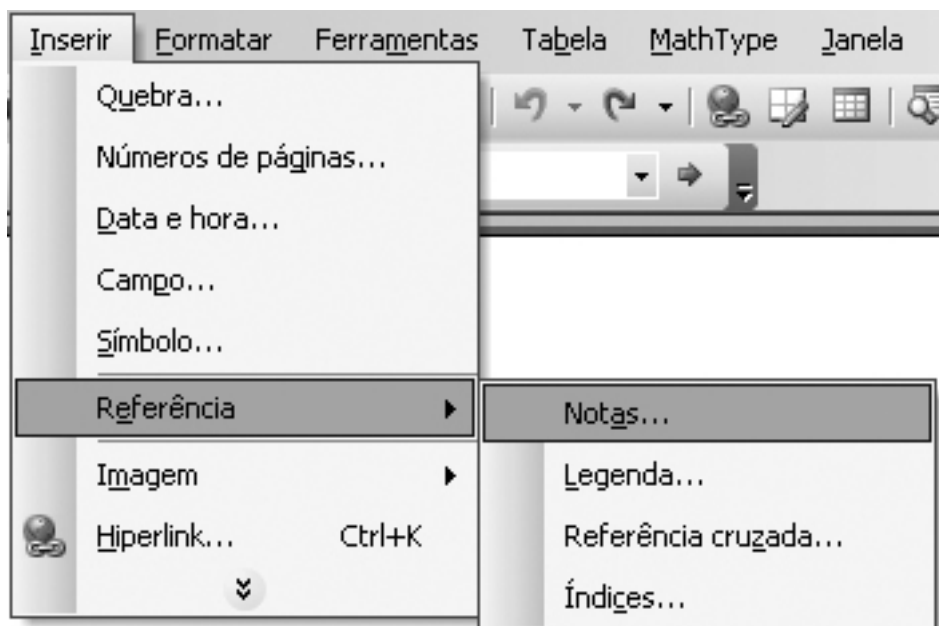 Inserir Formatar Ferramentas Tabela MathType Janela
Quebra...
Números de páginas...
Data e hora...
Campo...
Símbolo...
Referência
Notas...
Imagem
Legenda...
Hiperlink... Ctrl+K
Referência cruzada...
Índices...